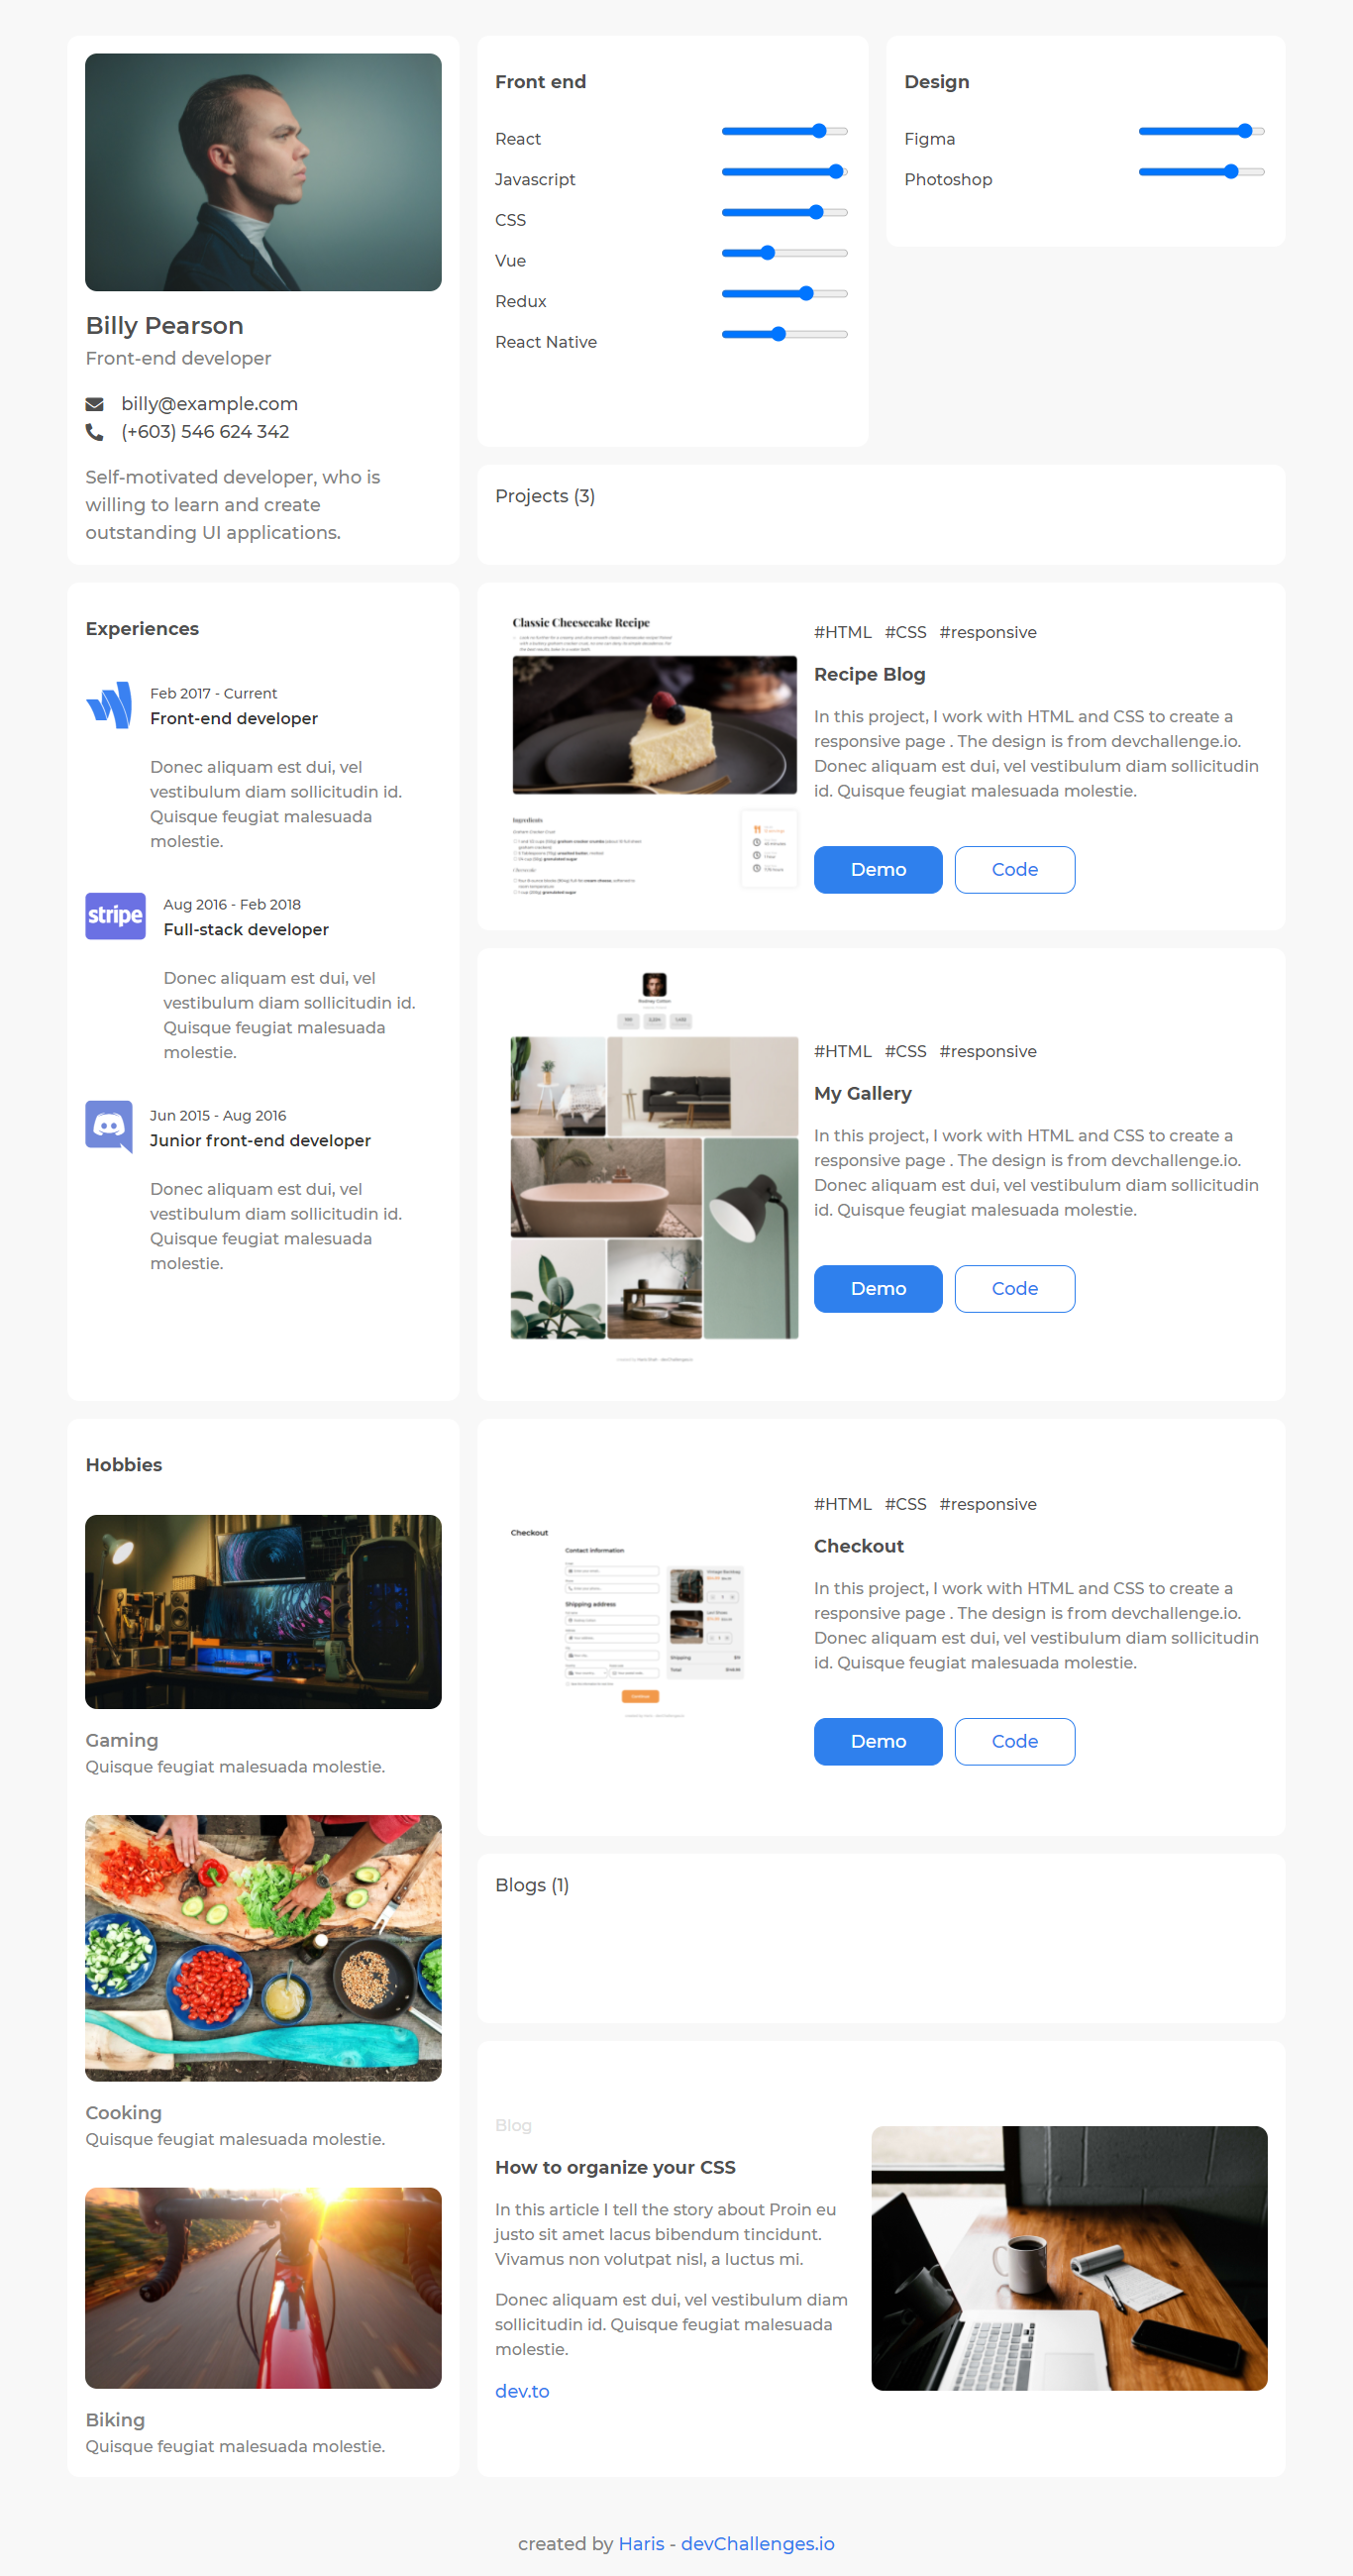 Billy Pearson
Front-end developer
billy@example.com
(+603) 546 624 342
Self-motivated developer, who is
willing to learn and create
outstanding UI applications.
Front end
React
Javascript
CSS
Vue
Redux
React Native
Design
Figma
Photoshop
Projects (3)
Experiences
Feb 2017 - Current
Front-end developer
Donec aliquam est dui, vel
vestibulum diam sollicitudin id.
Quisque feugiat malesuada
molestie.
stripe
Aug 2016 - Feb 2018
Full-stack developer
Donec aliquam est dui, vel
vestibulum diam sollicitudin id.
Quisque feugiat malesuada
molestie.
Jun 2015 - Aug 2016
Junior front-end developer
Donec aliquam est dui, vel
vestibulum diam sollicitudin id.
Quisque feugiat malesuada
molestie.
Classic Cheesecake Recipe
Ingredients
#HTML #CSS #responsive
Recipe Blog
In this project, I work with HTML and CSS to create a
responsive page . The design is from devchallenge.io.
Donec aliquam est dui, vel vestibulum diam sollicitudin
id. Quisque feugiat malesuada molestie.
Demo
Code
#HTML #CSS #responsive
My Gallery
In this project, I work with HTML and CSS to create a
responsive page . The design is from devchallenge.io.
Donec aliquam est dui, vel vestibulum diam sollicitudin
id. Quisque feugiat malesuada molestie.
Demo
Code
Hobbies
Gaming
Quisque feugiat malesuada molestie.
Cooking
Quisque feugiat malesuada molestie.
Biking
Quisque feugiat malesuada molestie.
Checkout
Contact information
Shipping address
Shipping
Total
#HTML #CSS #responsive
Checkout
In this project, I work with HTML and CSS to create a
responsive page . The design is from devchallenge.io.
Donec aliquam est dui, vel vestibulum diam sollicitudin
id. Quisque feugiat malesuada molestie.
Demo
Code
Blogs (1)
Blog
How to organize your CSS
In this article I tell the story about Proin eu
justo sit amet lacus bibendum tincidunt.
Vivamus non volutpat nisl, a luctus mi.
Donec aliquam est dui, vel vestibulum diam
sollicitudin id. Quisque feugiat malesuada
molestie.
dev.to
created by Haris - devChallenges.io